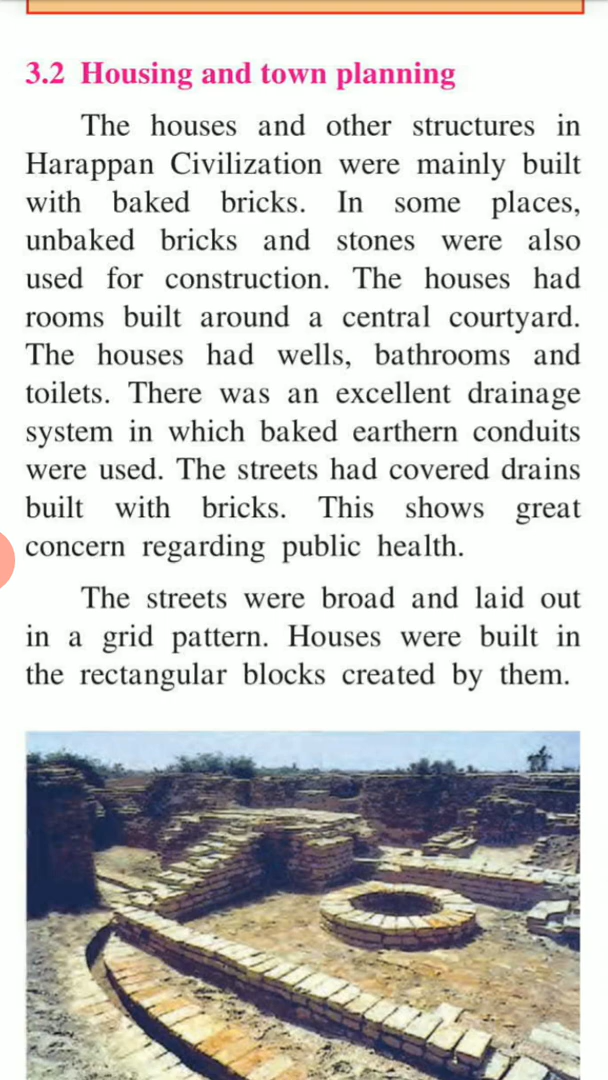 3.2 Housing and town planning
The houses and other structures in
Harappan Civilization were mainly built
with baked bricks. In some places,
unbaked bricks and stones were also
used for construction. The houses had
rooms built around a central courtyard.
The houses had wells, bathrooms and
toilets. There was an excellent drainage
system in which baked earthern conduits
were used. The streets had covered drains
built with bricks. This shows great
concern regarding public health.
The streets were broad and laid out
in a grid pattern. Houses were built in
the rectangular blocks created by them.